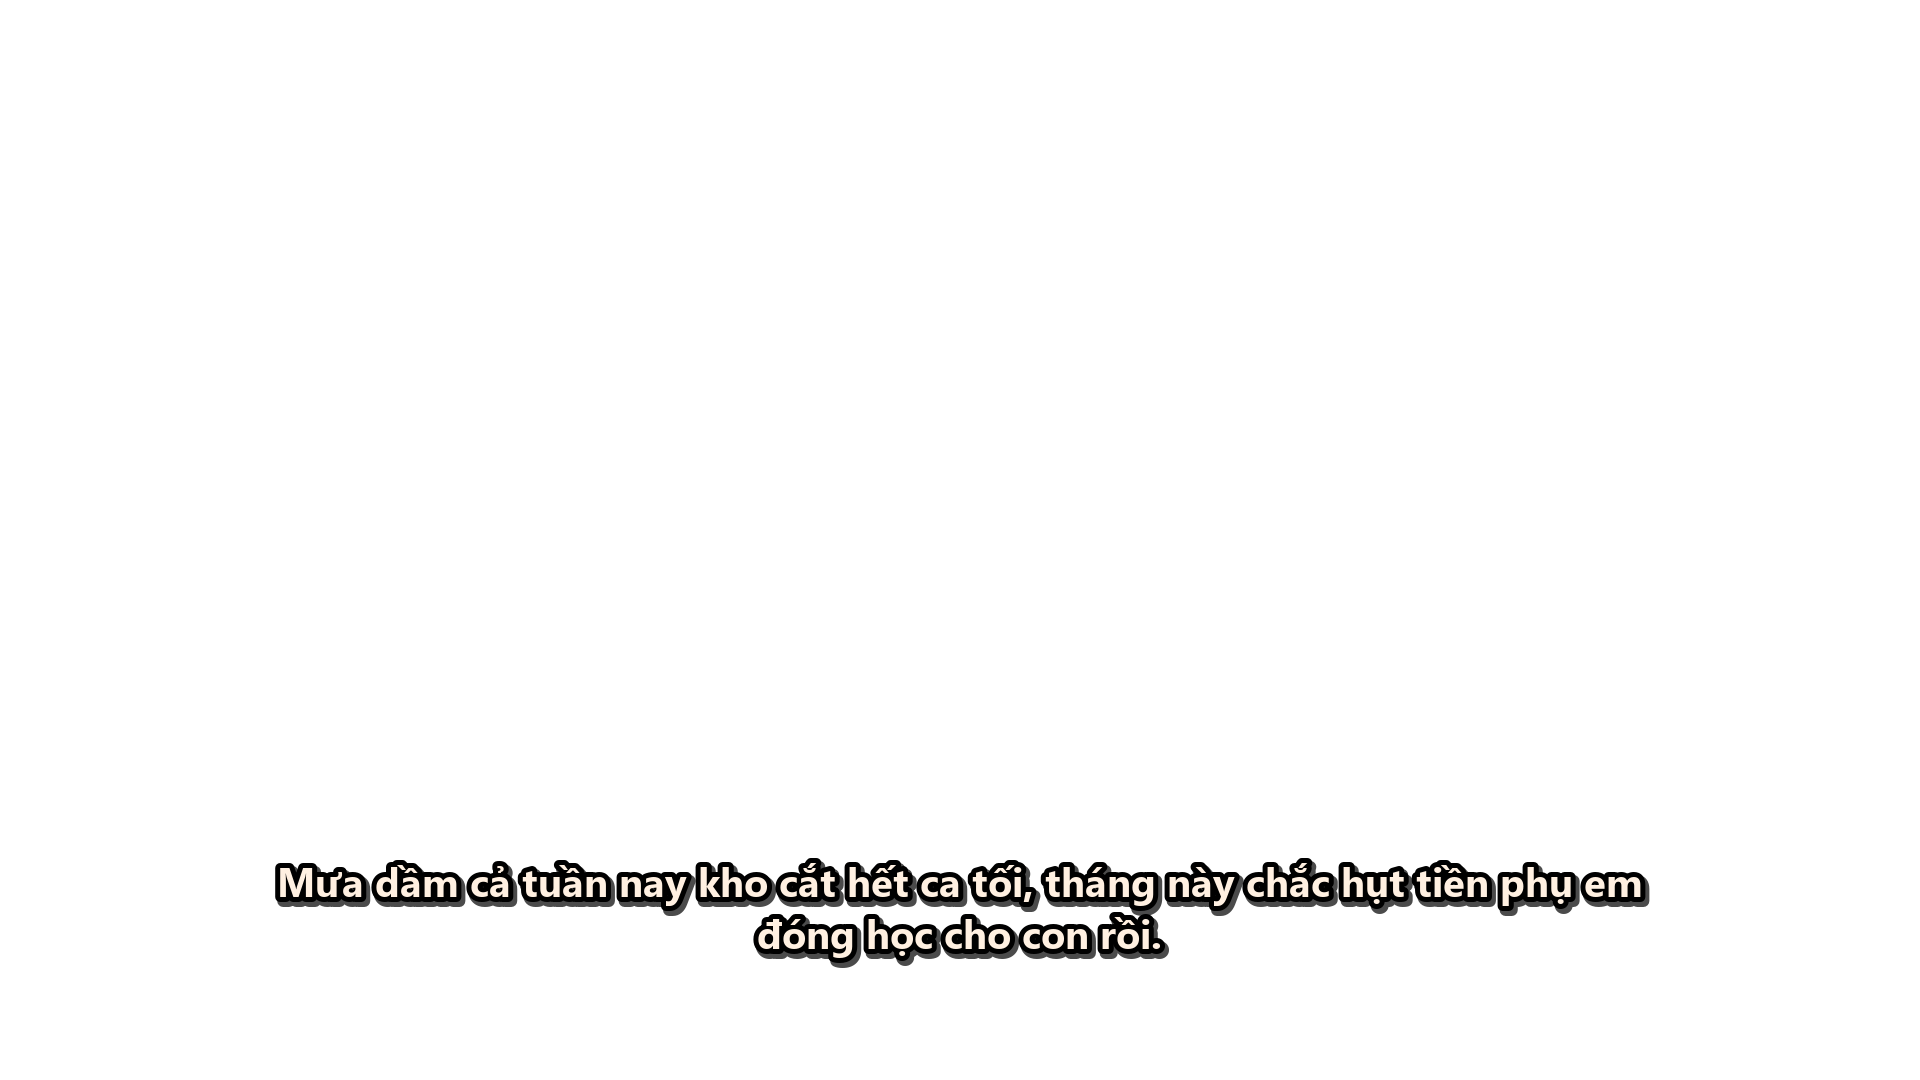 Mưa dầm cả tuần nay kho cắt hết ca tối, tháng này chắc hụt tiền phụ em
đóng học cho con rồi.